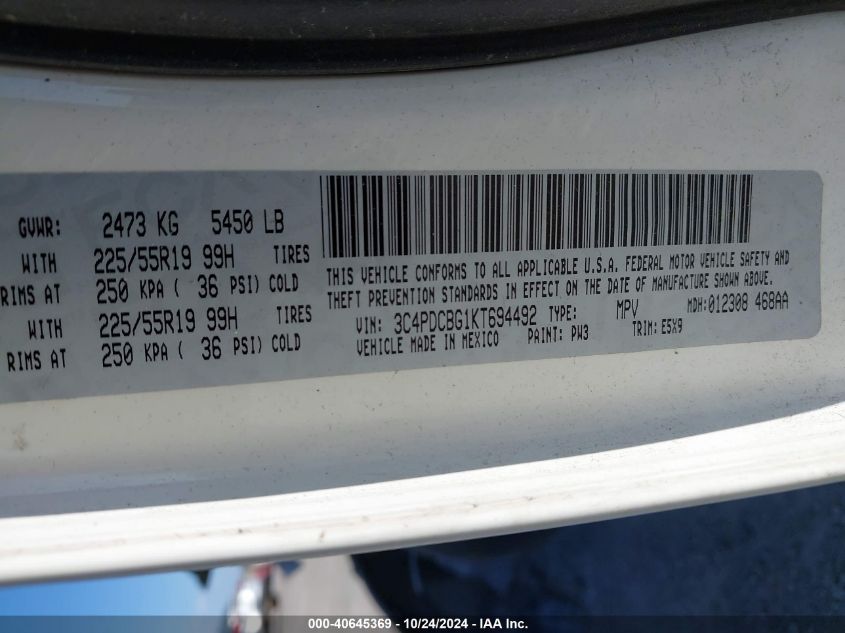 GVWR: 2473 KG 5450 LB
WITH 225/55R19 99H TIRES
RIMS AT 250 KPA ( 36 PSI) COLD
WITH 225/55R19 99H TIRES
RIMS AT 250 KPA ( 36 PSI) COLD
THIS VEHICLE CONFORMS TO ALL APPLICABLE U.S.A. FEDERAL MOTOR VEHICLE SAFETY AND
THEFT PREVENTION STANDARDS IN EFFECT ON THE DATE OF MANUFACTURE SHOWN ABOVE.
VIN: 3C4PDCBG1KT694492 TYPE: MPV MDH:012308 468AA
VEHICLE MADE IN MEXICO PAINT: PW3 TRIM: E5X9
000-40645369 - 10/24/2024 - IAA Inc.